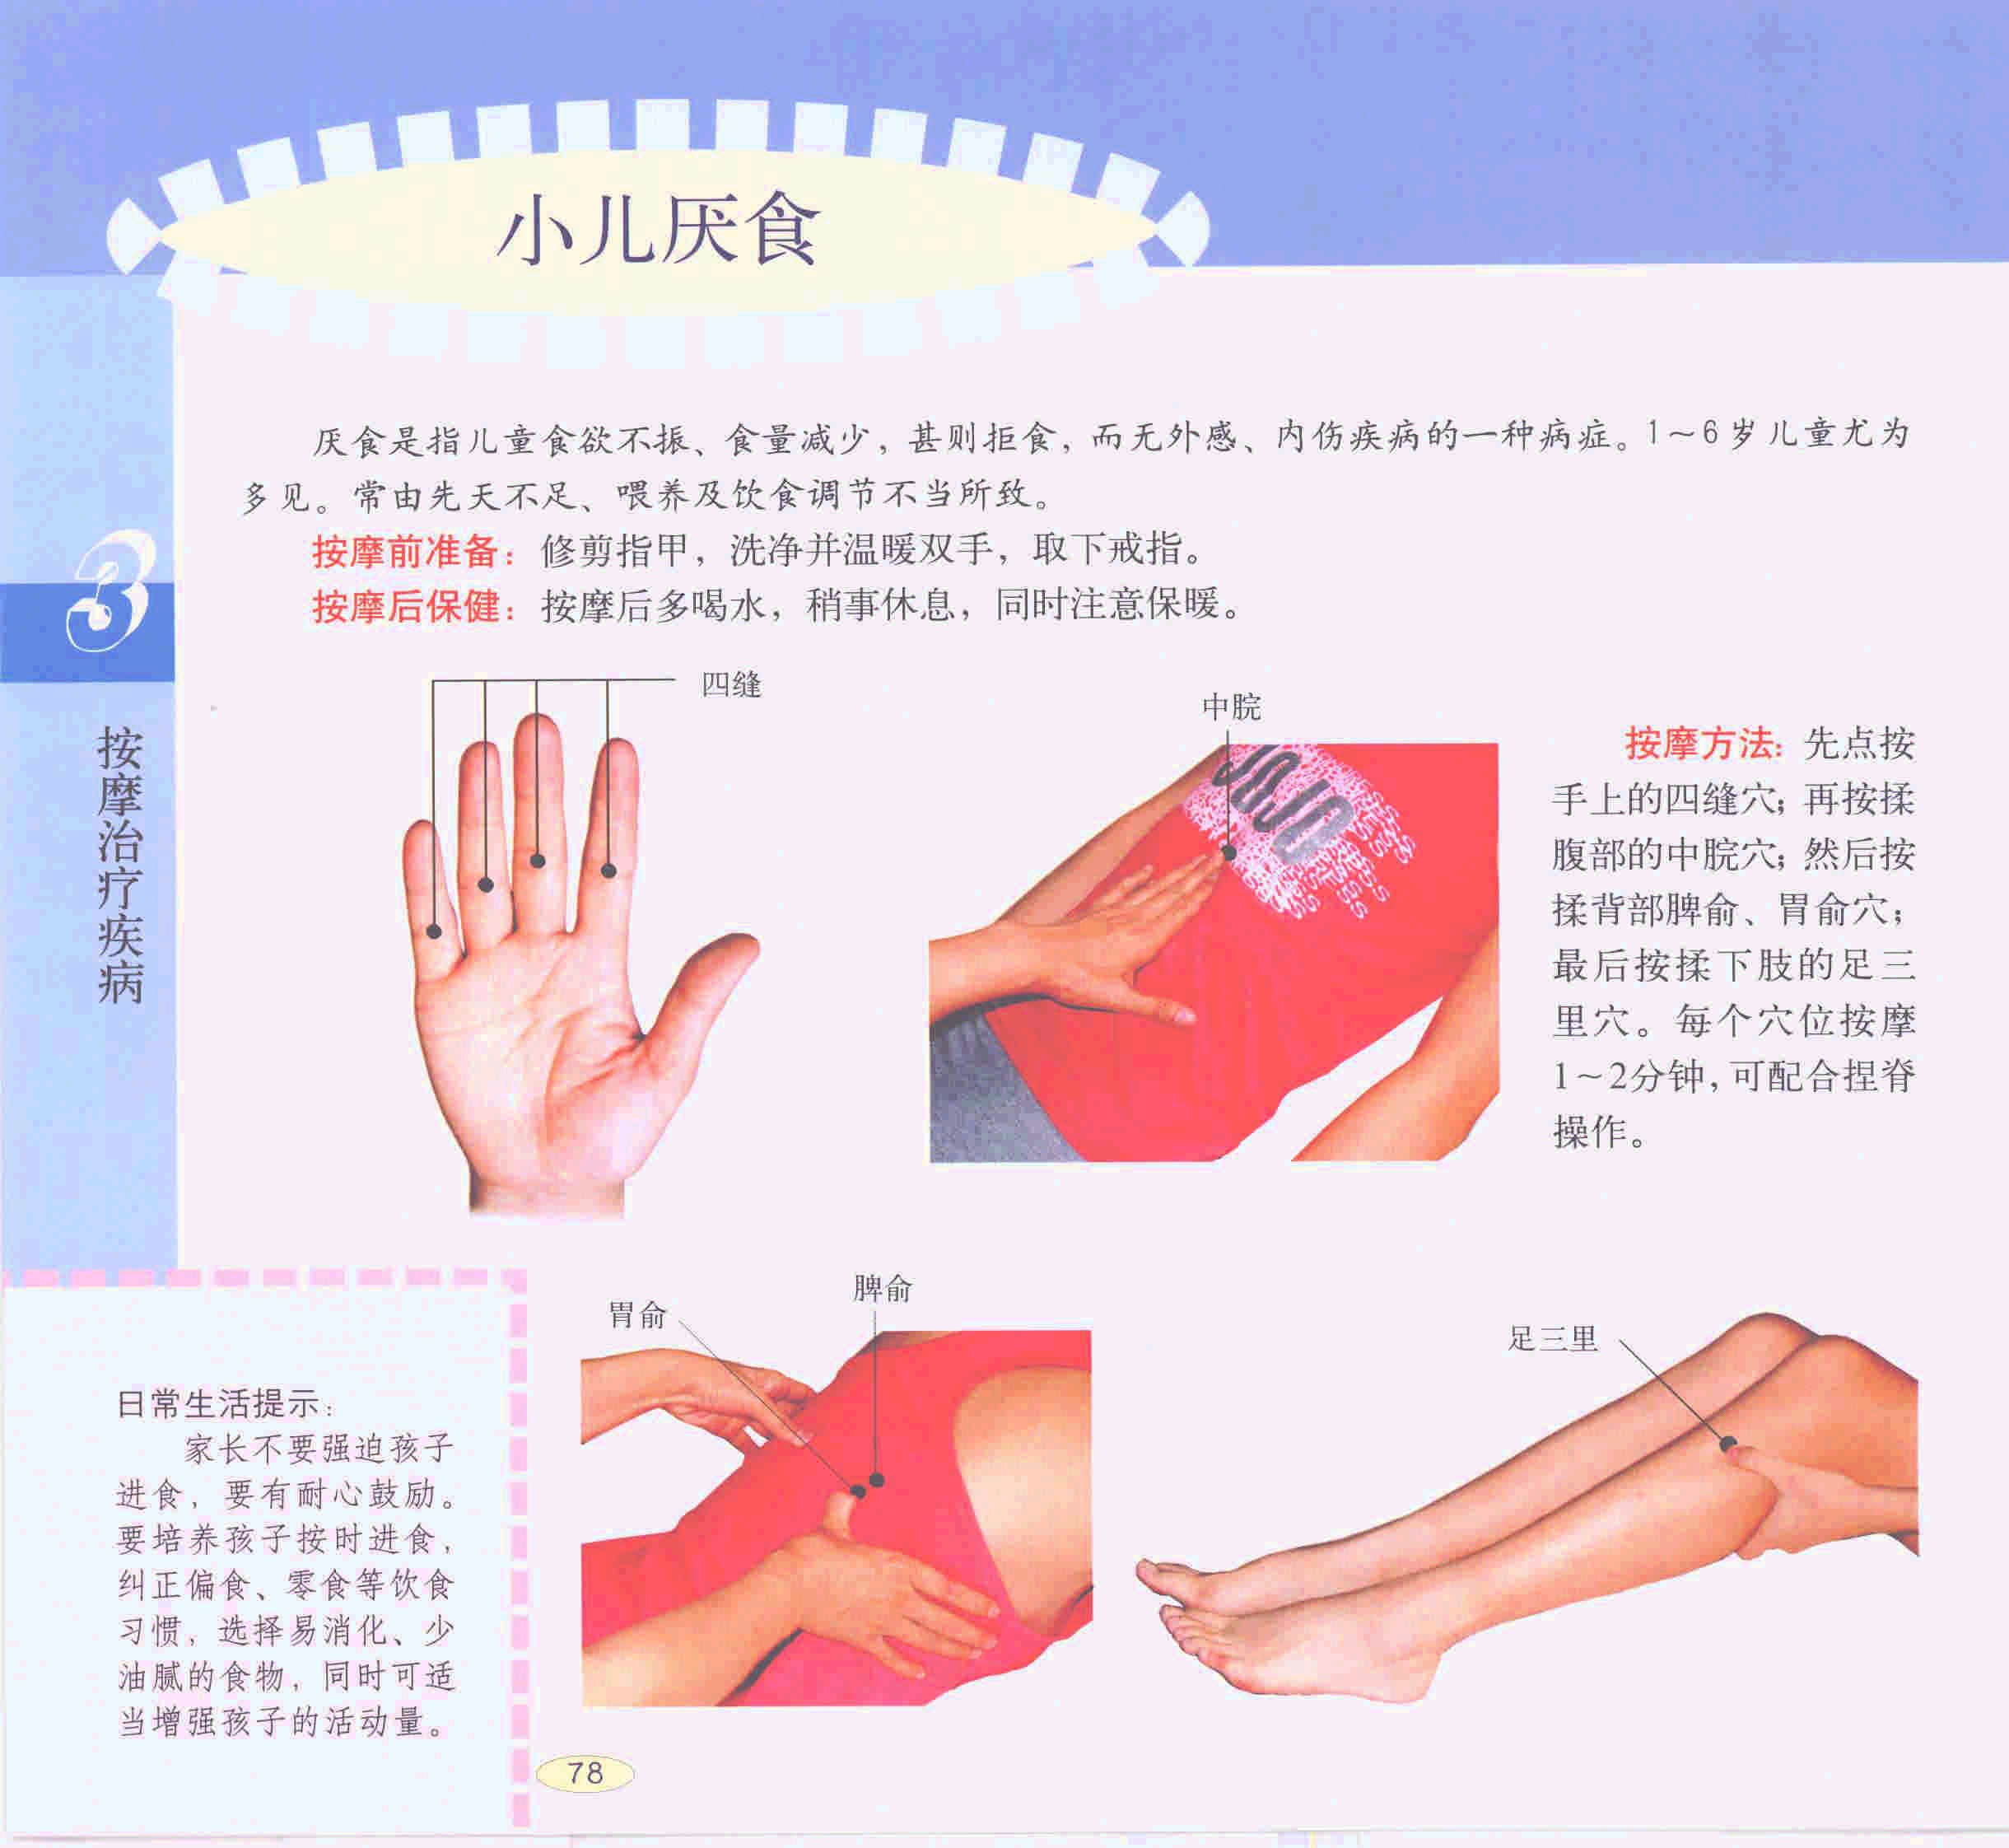 小儿厌食
厌食是指儿童食欲不振、食量减少，甚则拒食，而无外感、内伤疾病的一种病症。1～6岁儿童尤为
多见。常由先天不足、喂养及饮食调节不当所致。
按摩前准备：修剪指甲，洗净并温暖双手，取下戒指。
按摩后保健：按摩后多喝水，稍事休息，同时注意保暖。
3
按摩治疗疾病
四缝
中脘
按摩方法：先点按
手上的四缝穴；再按揉
腹部的中脘穴；然后按
揉背部脾俞、胃俞穴；
最后按揉下肢的足三
里穴。每个穴位按摩
1～2分钟，可配合捏脊
操作。
胃俞
脾俞
足三里
日常生活提示：
家长不要强迫孩子
进食，要有耐心鼓励。
要培养孩子按时进食，
纠正偏食、零食等饮食
习惯，选择易消化、少
油腻的食物，同时可适
当增强孩子的活动量。
78